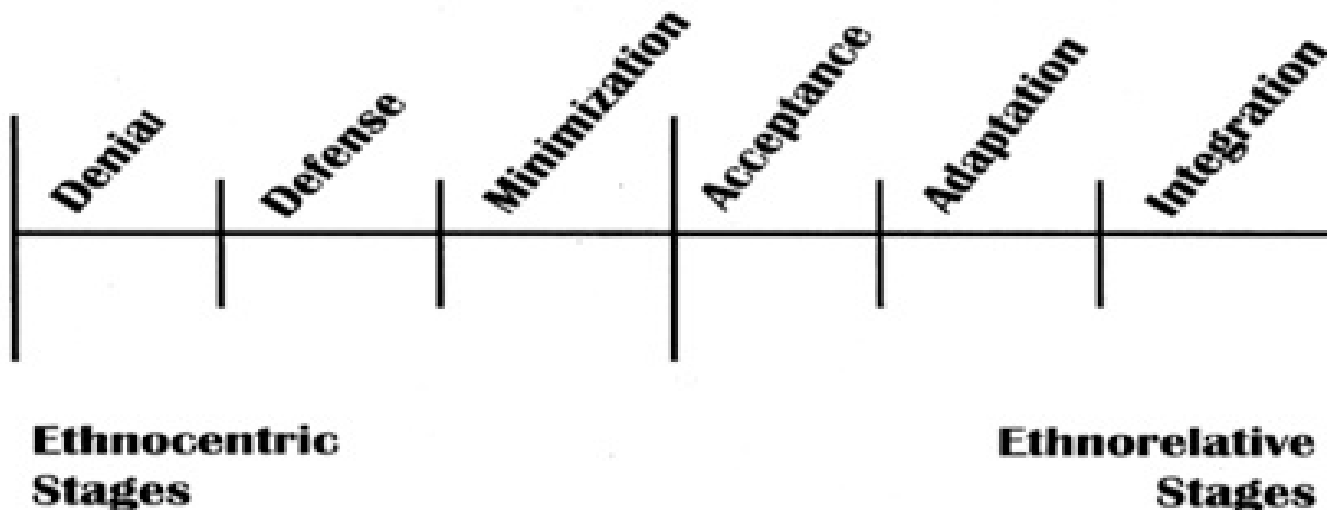 Denial
Defense
Minimization
Acceptance
Adaptation
Integration
Ethnocentric
Stages
Ethnorelative
Stages